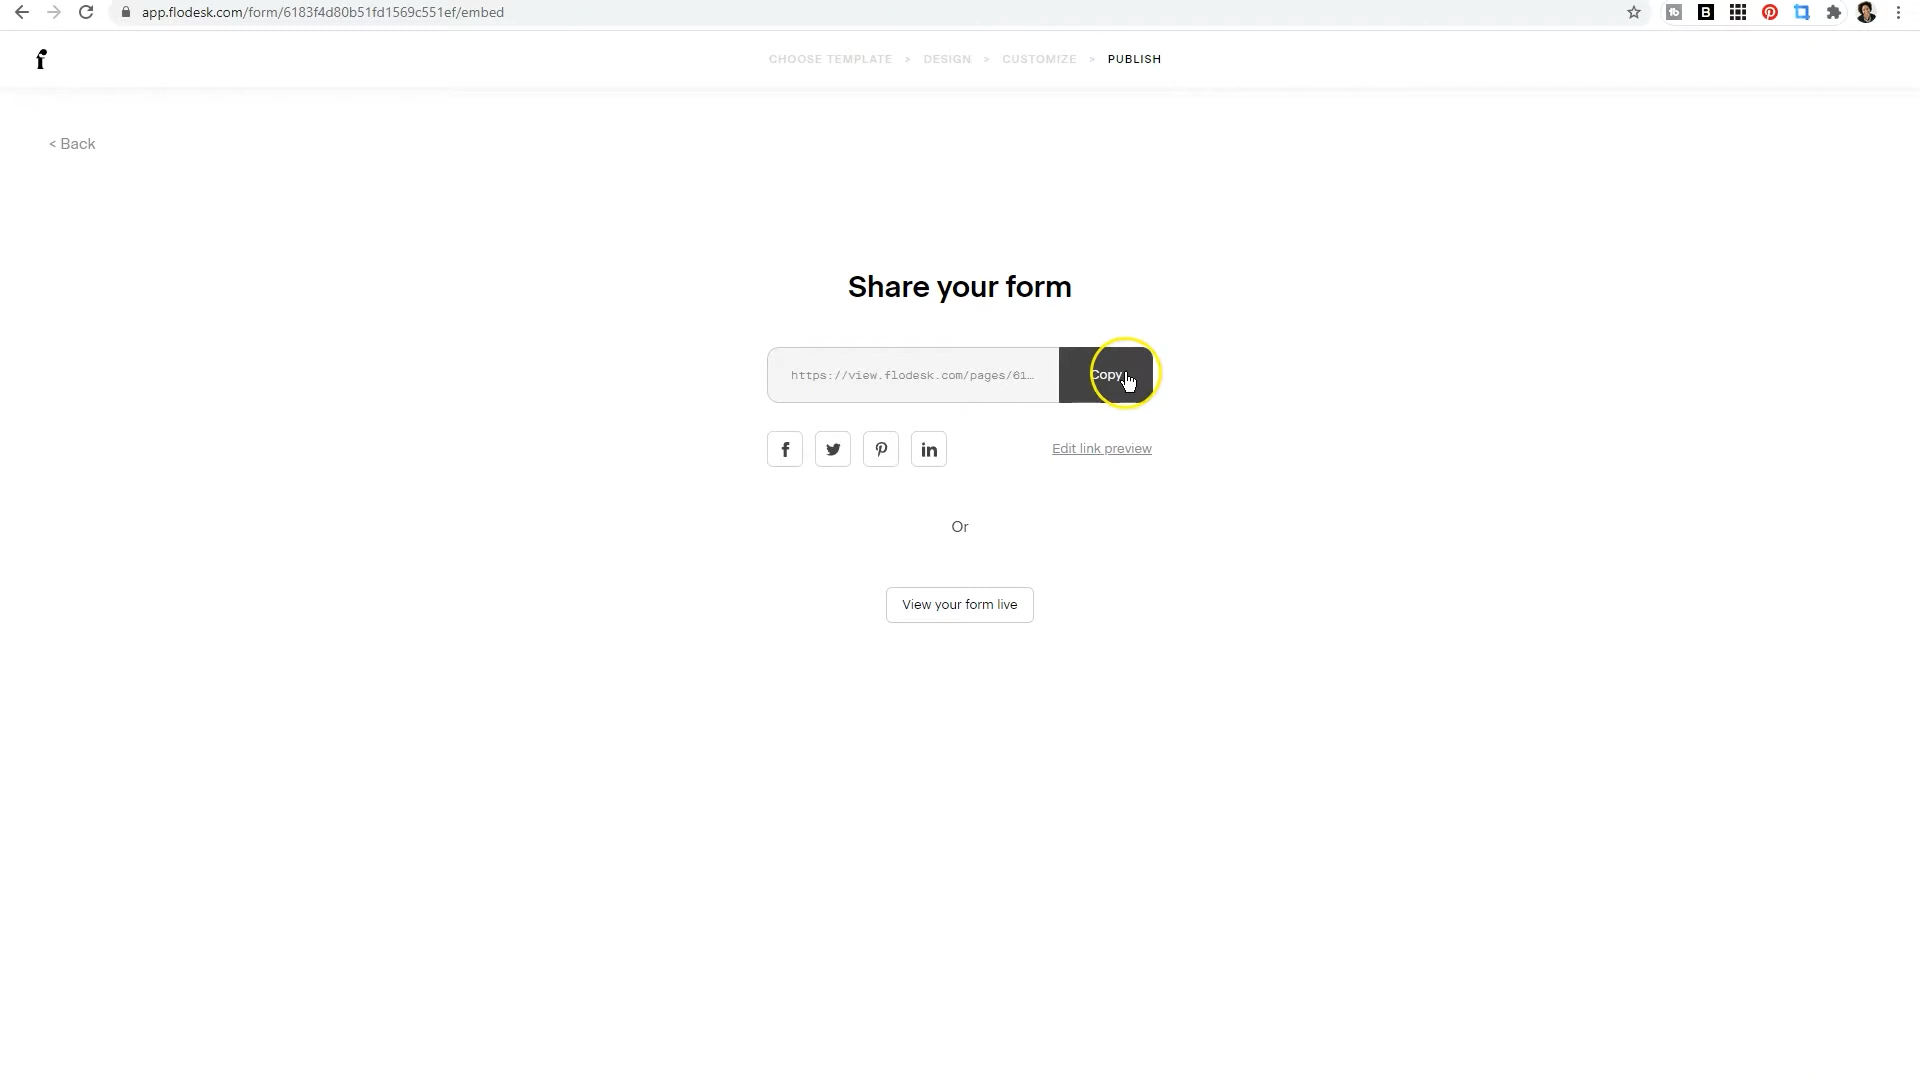 app.flodesk.com/form/6183f4d80b51fd1569c551ef/embed
f
CHOOSE TEMPLATE > DESIGN > CUSTOMIZE > PUBLISH
< Back
Share your form
https://view.flodesk.com/pages/61… Copy
Edit link preview
Or
View your form live